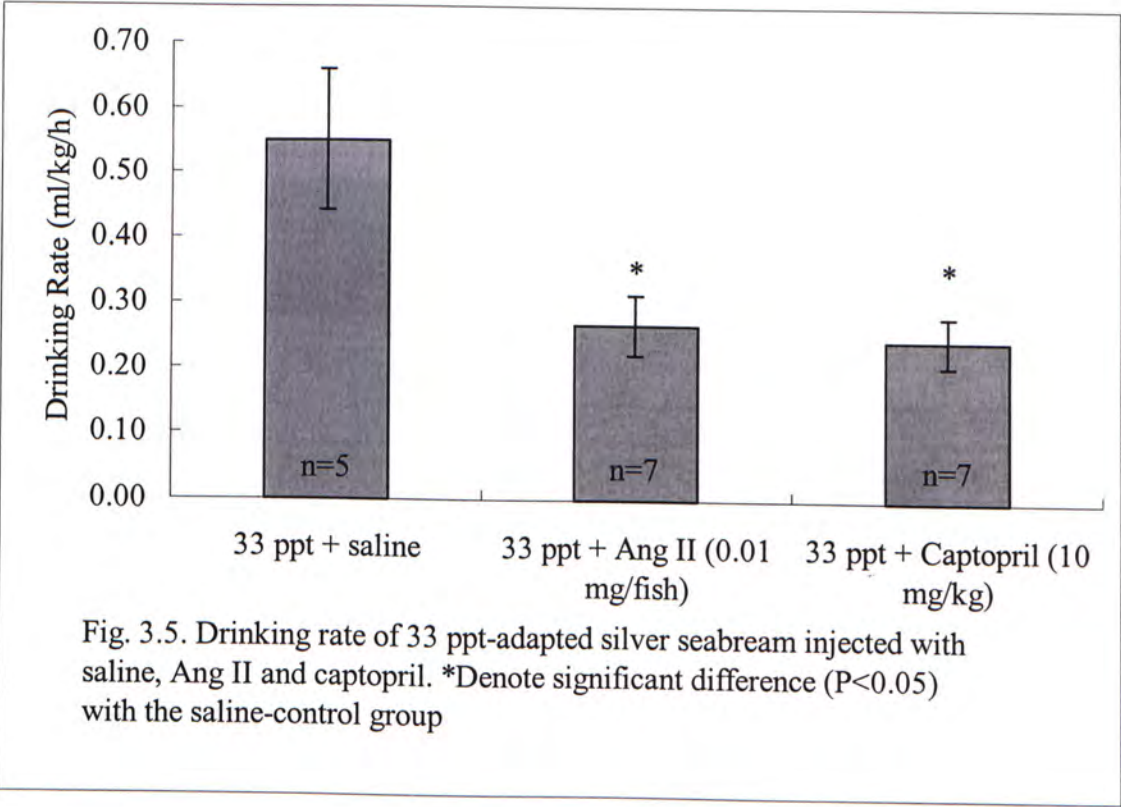 0.70
0.60
0.50
0.40
0.30
0.20
0.10
0.00
Drinking Rate (ml/kg/h)
*
*
n=5
n=7
n=7
33 ppt + saline
33 ppt + Ang II (0.01
mg/fish)
33 ppt + Captopril (10
mg/kg)
Fig. 3.5. Drinking rate of 33 ppt-adapted silver seabream injected with
saline, Ang II and captopril. *Denote significant difference (P<0.05)
with the saline-control group